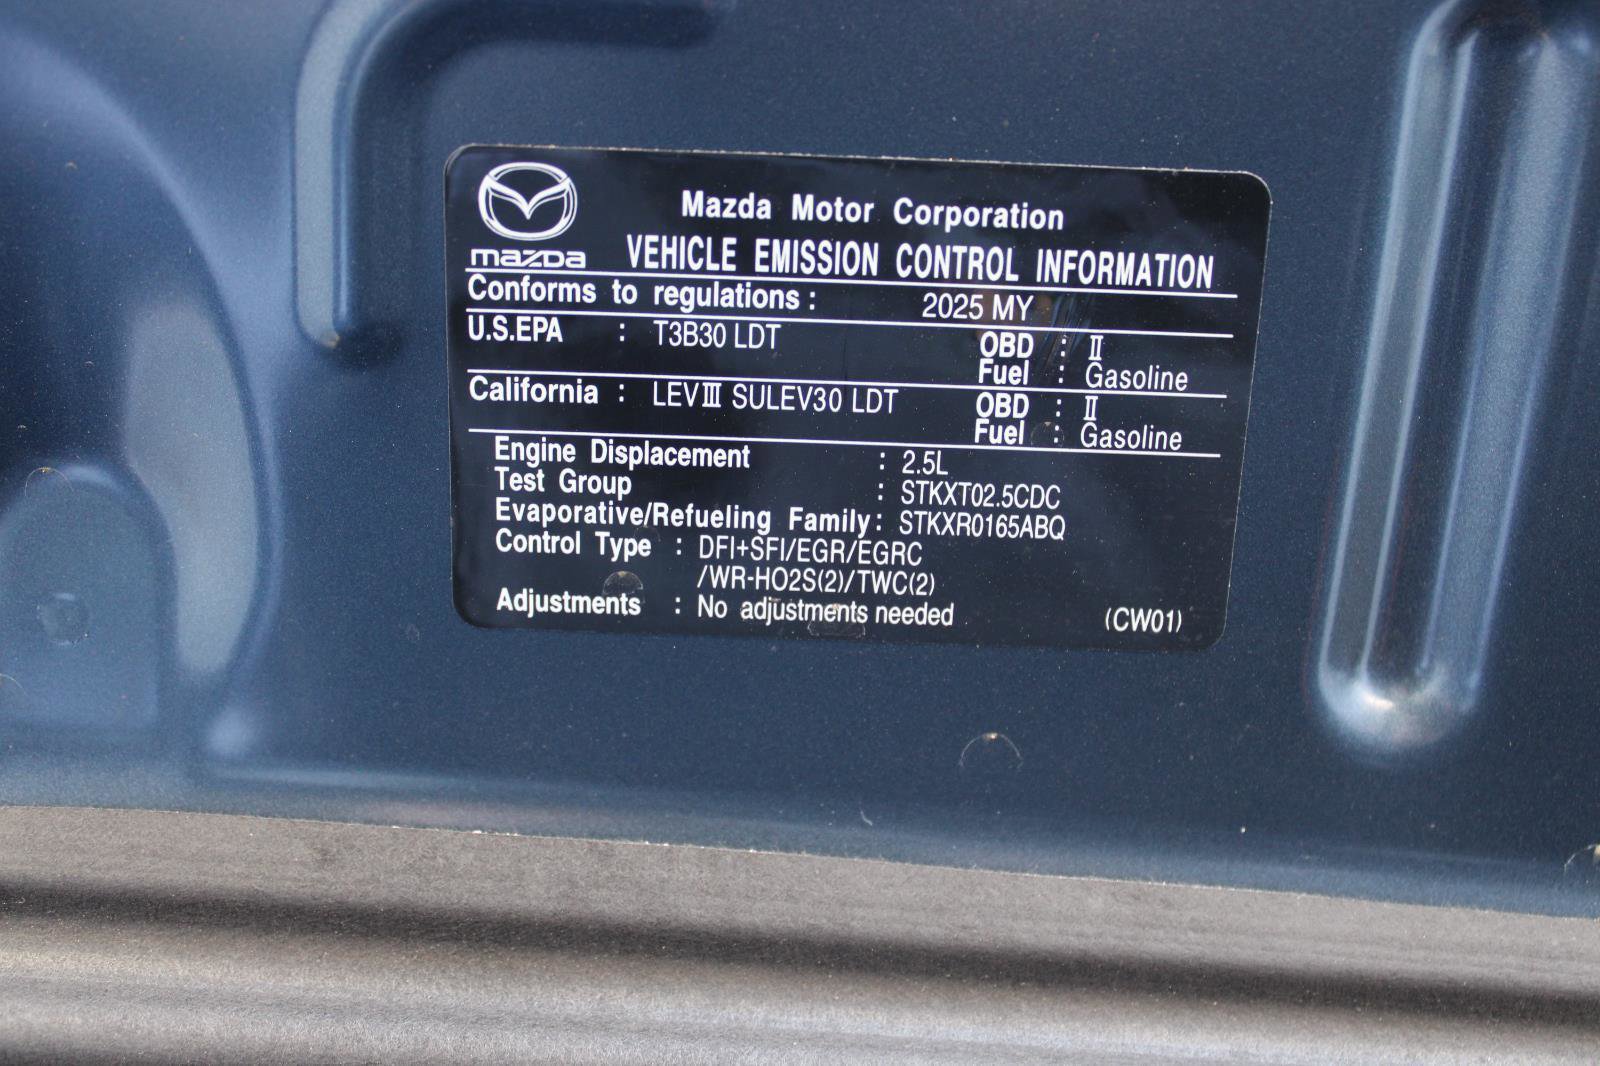 Mazda Motor Corporation
mazda
VEHICLE EMISSION CONTROL INFORMATION
Conforms to regulations : 2025 MY
U.S.EPA : T3B30 LDT OBD : Ⅱ
Fuel : Gasoline
California : LEVⅢ SULEV30 LDT OBD : Ⅱ
Fuel : Gasoline
Engine Displacement : 2.5L
Test Group : STKXT02.5CDC
Evaporative/Refueling Family : STKXR0165ABQ
Control Type : DFI+SFI/EGR/EGRC
/WR-HO2S(2)/TWC(2)
Adjustments : No adjustments needed (CW01)